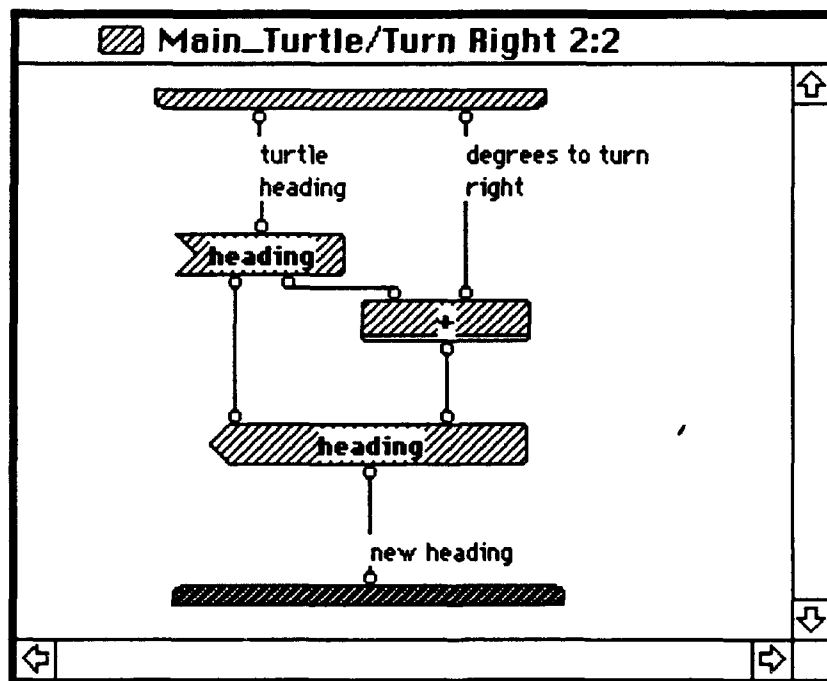 Main_Turtle/Turn Right 2:2
turtle
heading
degrees to turn
right
heading
+
heading
new heading